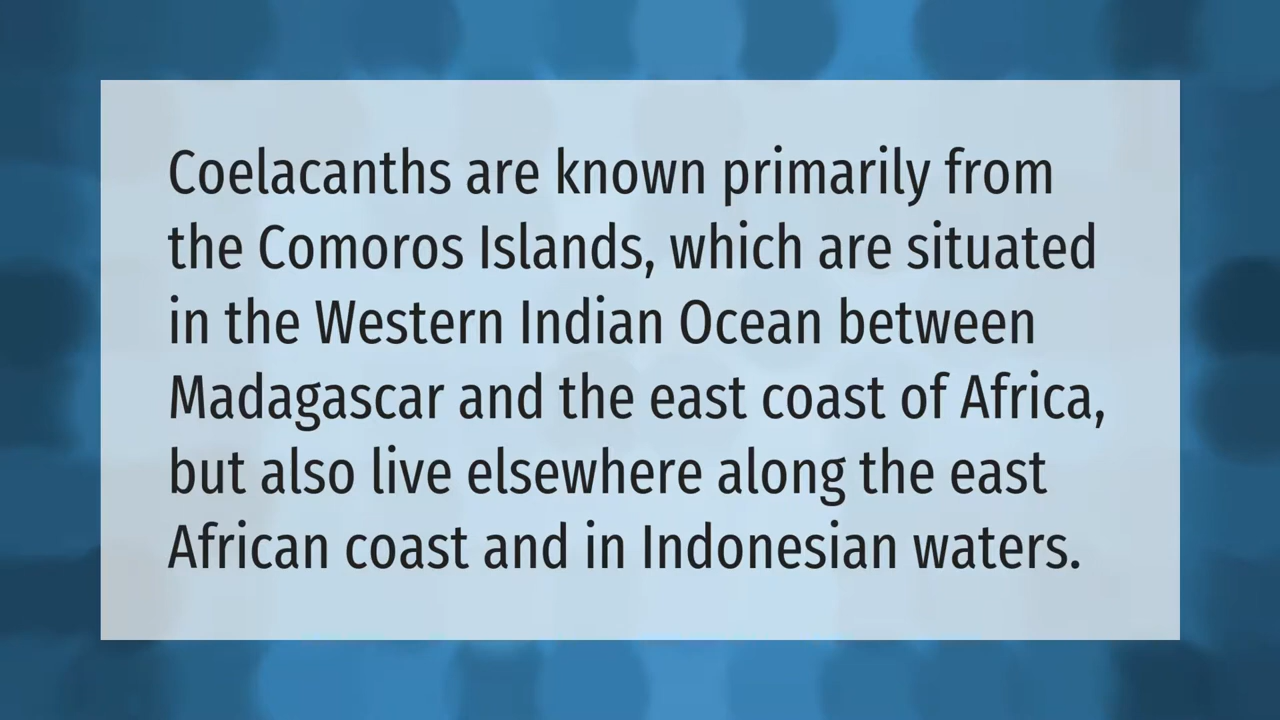 Coelacanths are known primarily from
the Comoros Islands, which are situated
in the Western Indian Ocean between
Madagascar and the east coast of Africa,
but also live elsewhere along the east
African coast and in Indonesian waters.